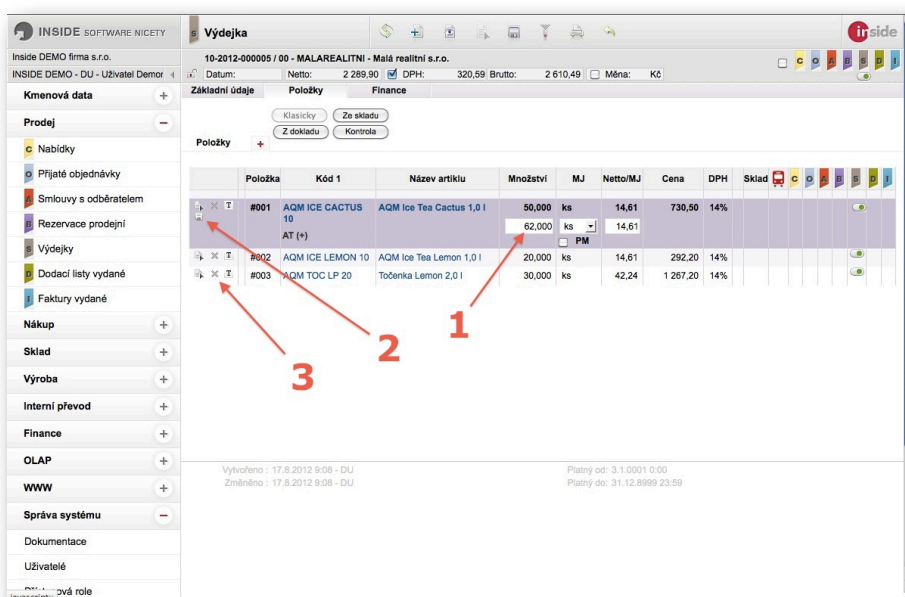 INSIDE SOFTWARE NICETY
s Výdejka
inside
Inside DEMO firma s.r.o.
10-2012-000005 / 00 - MALAREALITNI - Malá realitní s.r.o.
C O A B S D I
INSIDE DEMO - DU - Uživatel Demor
Datum: Netto: 2 289,90 DPH: 320,59 Brutto: 2 610,49 Měna: Kč
Základní údaje Položky Finance
Kmenová data +
Prodej −
C Nabídky
O Přijaté objednávky
A Smlouvy s odběratelem
B Rezervace prodejní
S Výdejky
D Dodací listy vydané
I Faktury vydané
Nákup +
Sklad +
Výroba +
Interní převod +
Finance +
OLAP +
WWW +
Správa systému −
Dokumentace
Uživatelé
Klasicky Ze skladu
Z dokladu Kontrola
Položky +
Položka Kód 1 Název artiklu Množství MJ Netto/MJ Cena DPH Sklad C O A B S D I
T #001 AQM ICE CACTUS 10 AQM Ice Tea Cactus 1,0 l 50,000 ks 14,61 730,50 14%
AT (+) 62,000 ks 14,61
PM
T #002 AQM ICE LEMON 10 AQM Ice Tea Lemon 1,0 l 20,000 ks 14,61 292,20 14%
T #003 AQM TOC LP 20 Točenka Lemon 2,0 l 30,000 ks 42,24 1 267,20 14%
1
2
3
Vytvořeno : 17.8.2012 9:08 - DU Platný od: 3.1.0001 0:00
Změněno : 17.8.2012 9:08 - DU Platný do: 31.12.8999 23:59